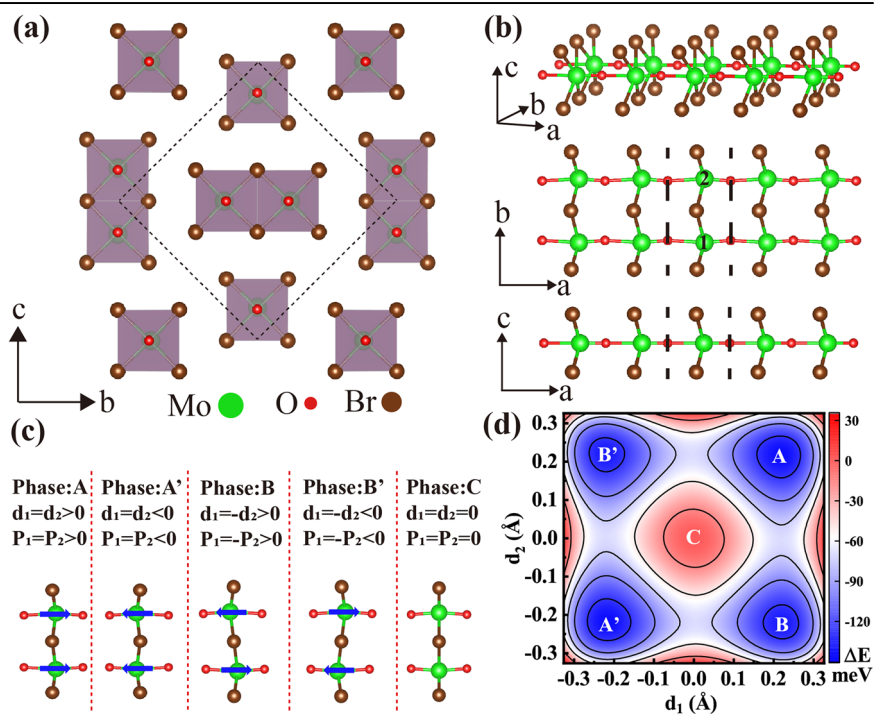 (a)
c
b
Mo O Br
(b)
c
b
a
2
b
1
a
c
a
(c)
Phase:A Phase:A’ Phase:B Phase:B’ Phase:C
d₁=d₂>0 d₁=d₂<0 d₁=-d₂>0 d₁=-d₂<0 d₁=d₂=0
P₁=P₂>0 P₁=P₂<0 P₁=-P₂>0 P₁=-P₂<0 P₁=P₂=0
(d)
0.3
0.2
0.1
0.0
-0.1
-0.2
-0.3
d₂ (Å)
B’ A
C
A’ B
-0.3 -0.2 -0.1 0.0 0.1 0.2 0.3
d₁ (Å)
30
0
-30
-60
-90
-120
ΔE
meV